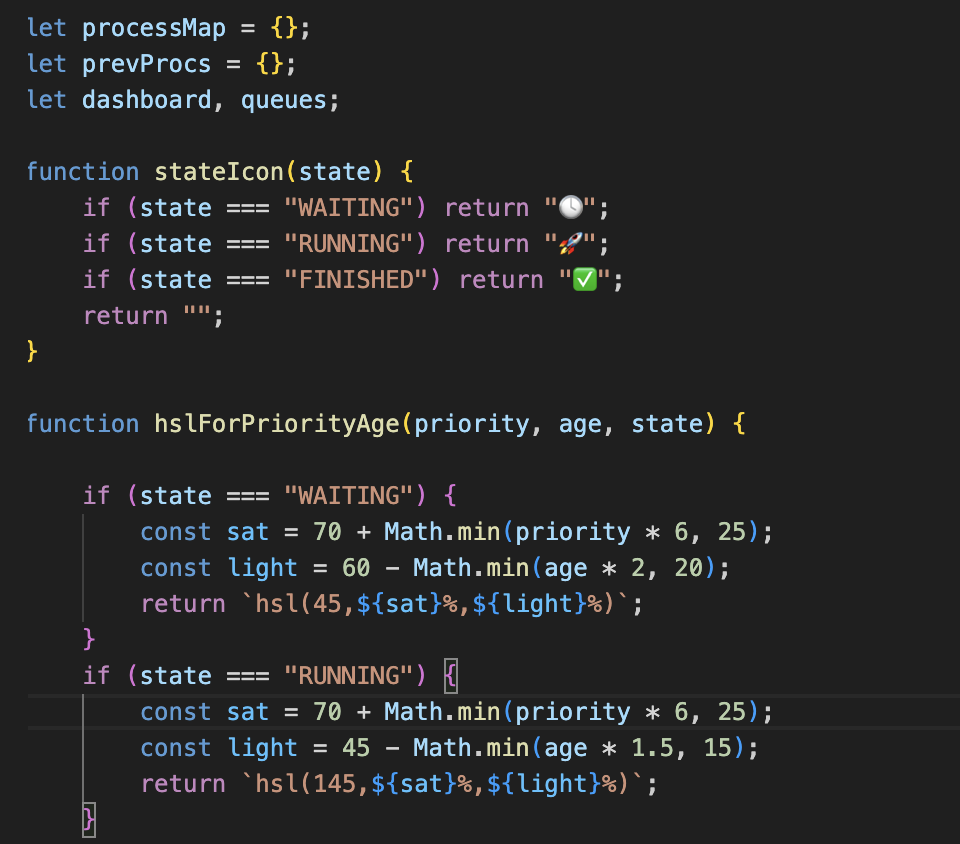 let processMap = {};
let prevProcs = {};
let dashboard, queues;
function stateIcon(state) {
if (state === "WAITING") return "🕓";
if (state === "RUNNING") return "🚀";
if (state === "FINISHED") return "✅";
return "";
}
function hslForPriorityAge(priority, age, state) {
if (state === "WAITING") {
const sat = 70 + Math.min(priority * 6, 25);
const light = 60 - Math.min(age * 2, 20);
return `hsl(45,${sat}%,${light}%)`;
}
if (state === "RUNNING") {
const sat = 70 + Math.min(priority * 6, 25);
const light = 45 - Math.min(age * 1.5, 15);
return `hsl(145,${sat}%,${light}%)`;
}